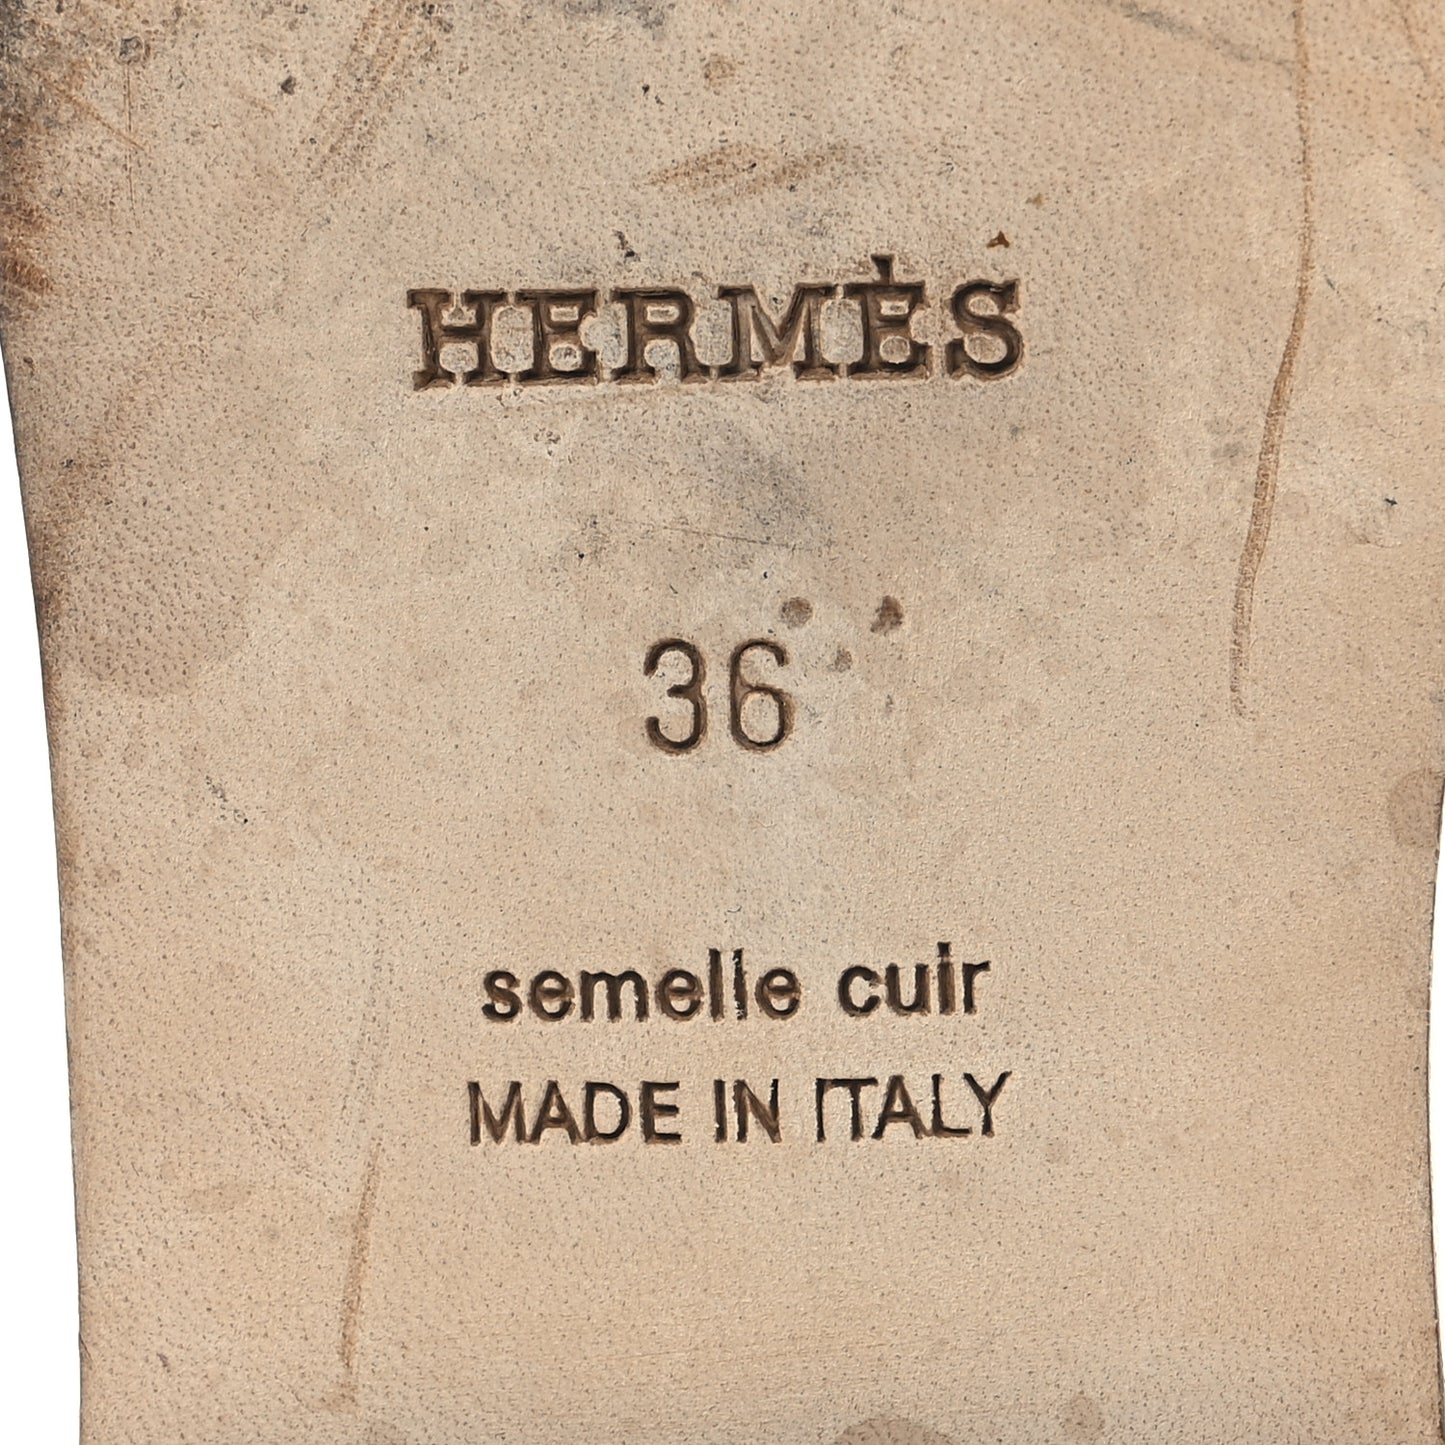 HERMÈS
36
semelle cuir
MADE IN ITALY